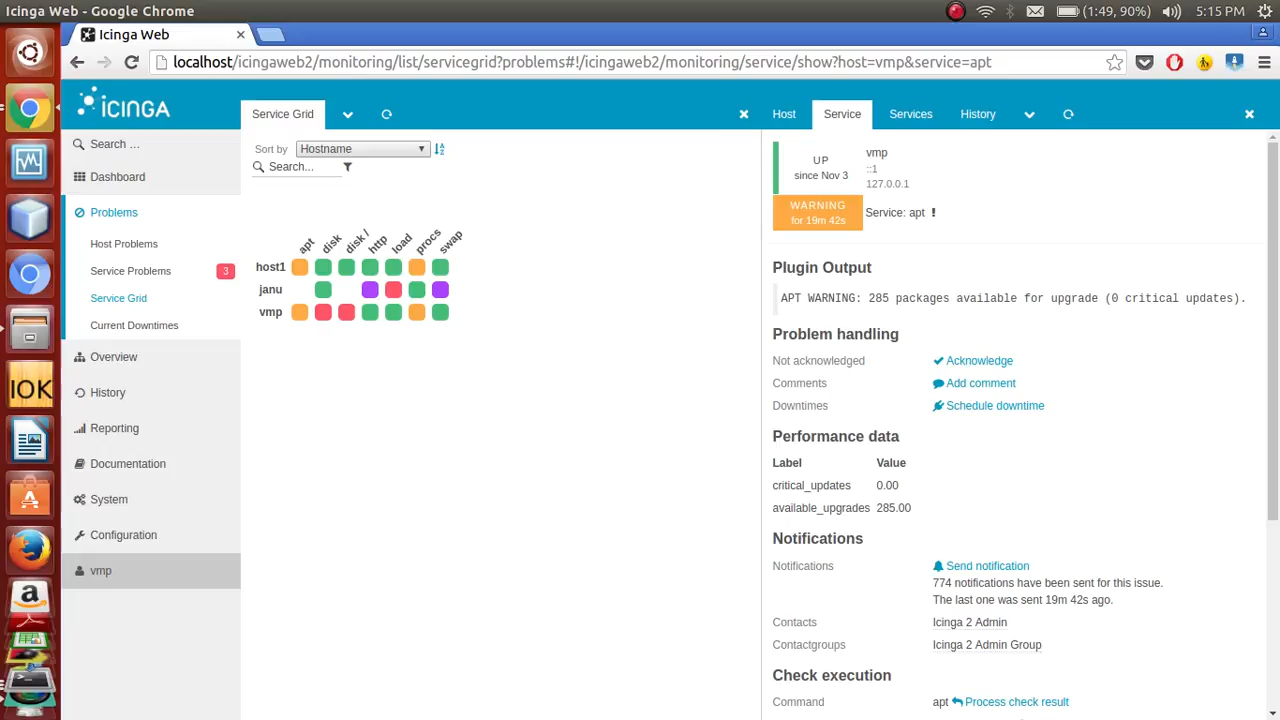 Icinga Web - Google Chrome
(1:49, 90%)
5:15 PM
Icinga Web
localhost/icingaweb2/monitoring/list/servicegrid?problems#!/icingaweb2/monitoring/service/show?host=vmp&service=apt
icinga
Search …
Dashboard
Problems
Host Problems
Service Problems 3
Service Grid
Current Downtimes
Overview
History
Reporting
Documentation
System
Configuration
vmp
IOK
Service Grid
Sort by Hostname
Search...
apt disk disk / http load procs swap
host1
janu
vmp
Host Service Services History
UP
since Nov 3
vmp
::1
127.0.0.1
WARNING
for 19m 42s
Service: apt !
Plugin Output
APT WARNING: 285 packages available for upgrade (0 critical updates).
Problem handling
Not acknowledged Acknowledge
Comments Add comment
Downtimes Schedule downtime
Performance data
Label Value
critical_updates 0.00
available_upgrades 285.00
Notifications
Notifications Send notification
774 notifications have been sent for this issue.
The last one was sent 19m 42s ago.
Contacts Icinga 2 Admin
Contactgroups Icinga 2 Admin Group
Check execution
Command apt Process check result